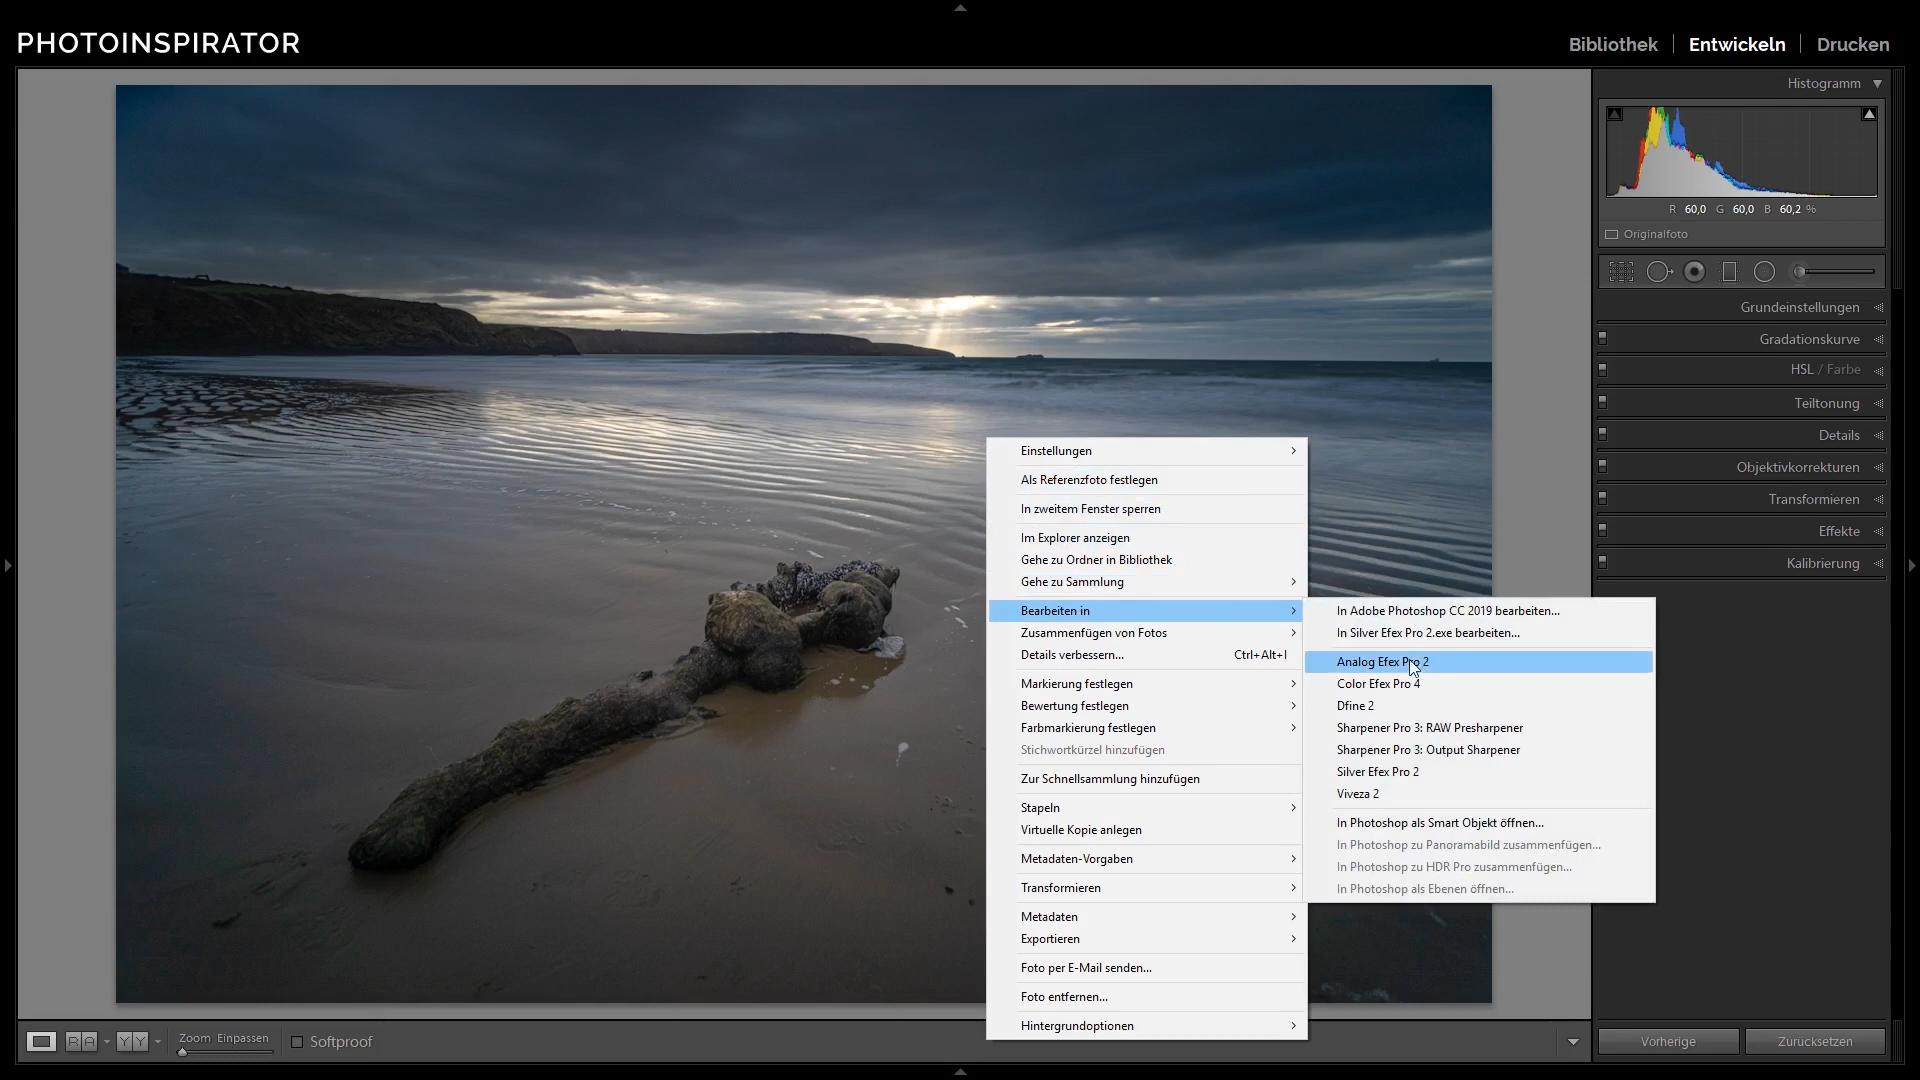 PHOTOINSPIRATOR
Bibliothek | Entwickeln | Drucken
Histogramm
R 60,0 G 60,0 B 60,2 %
Originalfoto
Grundeinstellungen
Gradationskurve
HSL / Farbe
Teiltonung
Details
Objektivkorrekturen
Transformieren
Effekte
Kalibrierung
Einstellungen
Als Referenzfoto festlegen
In zweitem Fenster sperren
Im Explorer anzeigen
Gehe zu Ordner in Bibliothek
Gehe zu Sammlung
Bearbeiten in
Zusammenfügen von Fotos
Details verbessern... Ctrl+Alt+I
Markierung festlegen
Bewertung festlegen
Farbmarkierung festlegen
Stichwortkürzel hinzufügen
Zur Schnellsammlung hinzufügen
Stapeln
Virtuelle Kopie anlegen
Metadaten-Vorgaben
Transformieren
Metadaten
Exportieren
Foto per E-Mail senden...
Foto entfernen...
Hintergrundoptionen
In Adobe Photoshop CC 2019 bearbeiten...
In Silver Efex Pro 2.exe bearbeiten...
Analog Efex Pro 2
Color Efex Pro 4
Dfine 2
Sharpener Pro 3: RAW Presharpener
Sharpener Pro 3: Output Sharpener
Silver Efex Pro 2
Viveza 2
In Photoshop als Smart Objekt öffnen...
In Photoshop zu Panoramabild zusammenfügen...
In Photoshop zu HDR Pro zusammenfügen...
In Photoshop als Ebenen öffnen...
RA YY Zoom Einpassen Softproof
Vorherige Zurücksetzen